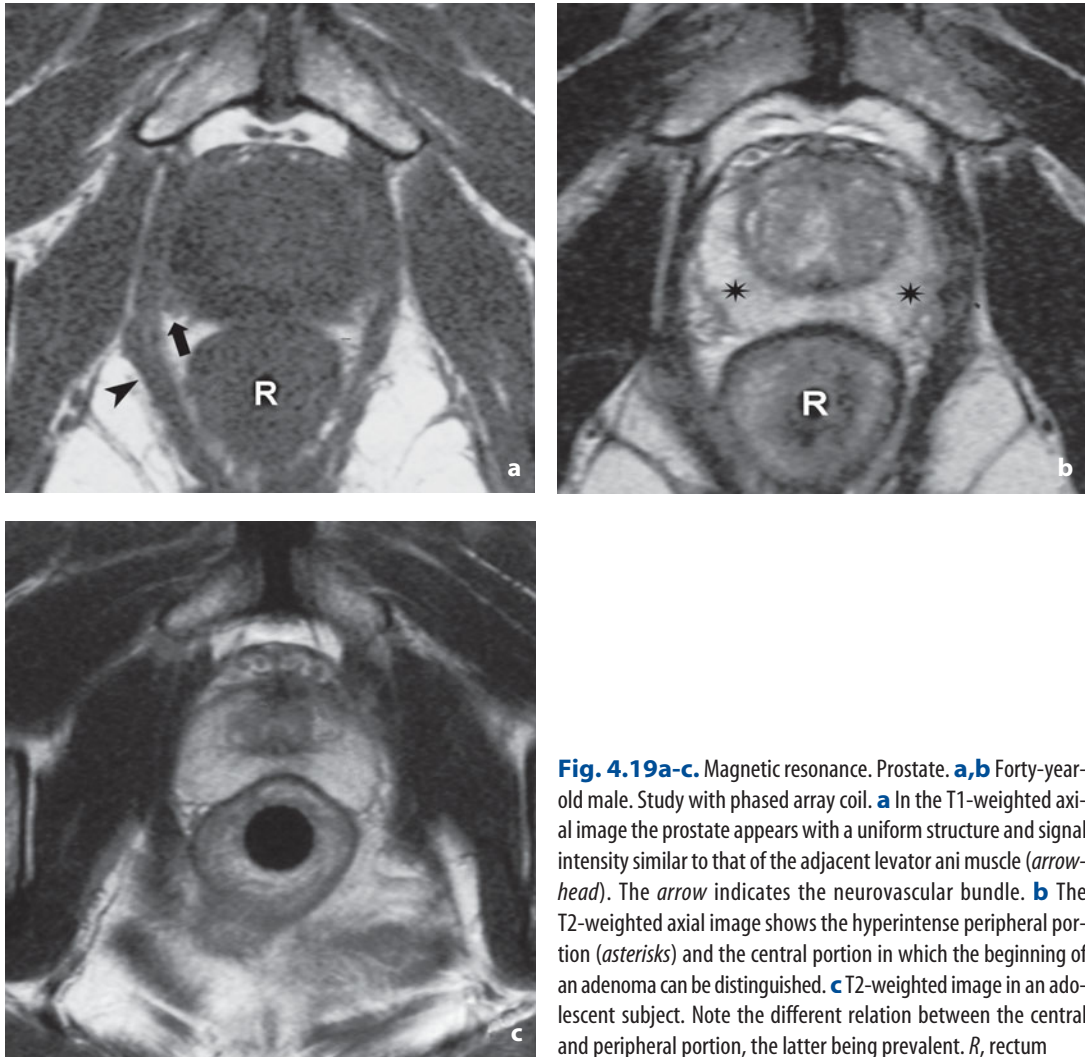 R
a
R
b
c
Fig. 4.19a-c. Magnetic resonance. Prostate. a,b Forty-year-
old male. Study with phased array coil. a In the T1-weighted axi-
al image the prostate appears with a uniform structure and signal
intensity similar to that of the adjacent levator ani muscle (arrow-
head). The arrow indicates the neurovascular bundle. b The
T2-weighted axial image shows the hyperintense peripheral por-
tion (asterisks) and the central portion in which the beginning of
an adenoma can be distinguished. c T2-weighted image in an ado-
lescent subject. Note the different relation between the central
and peripheral portion, the latter being prevalent. R, rectum